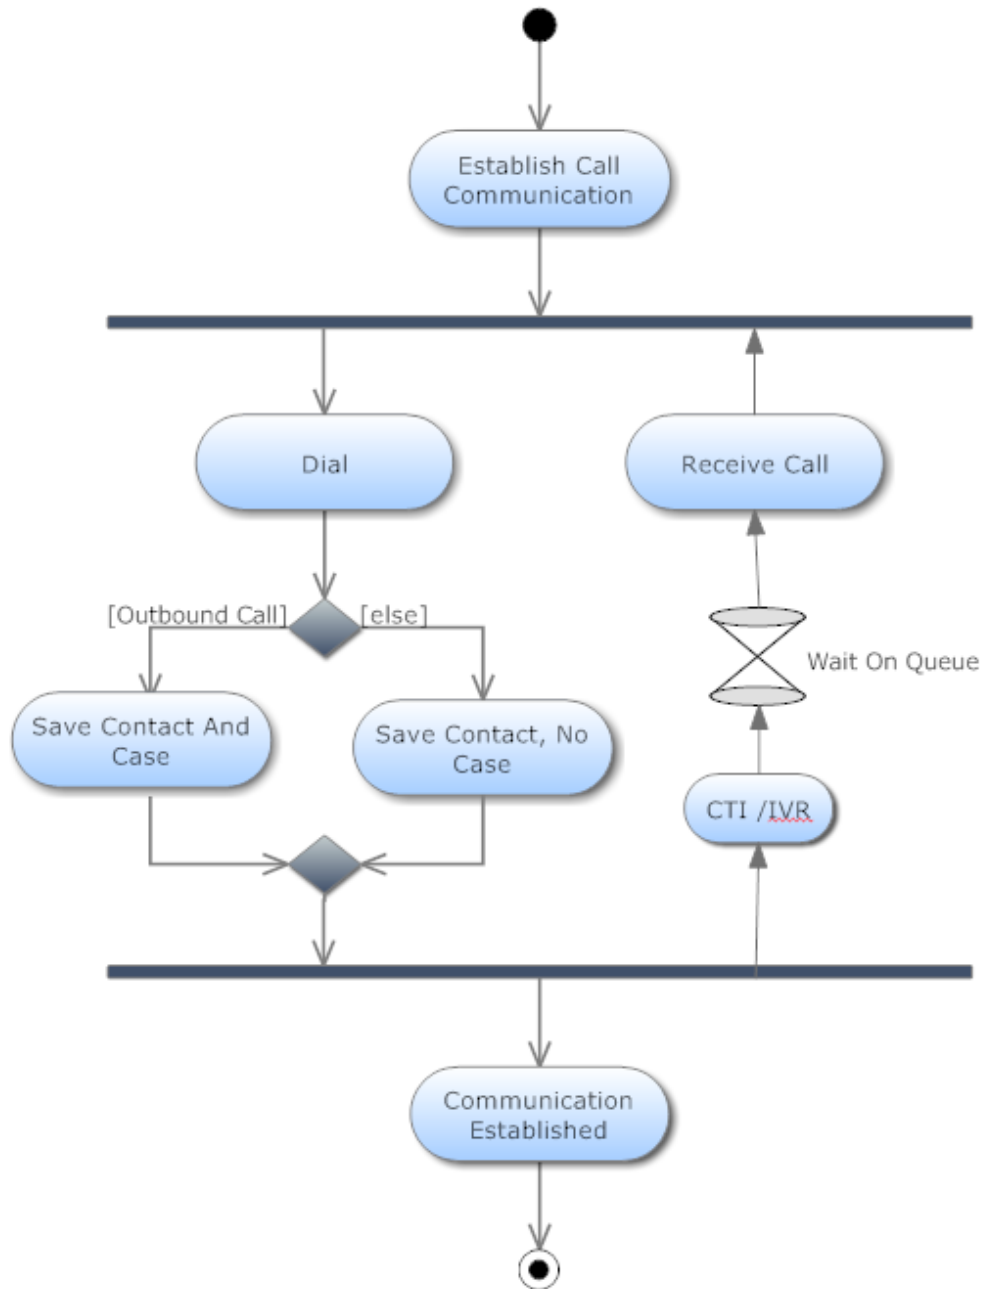 Establish Call
Communication
Dial
Receive Call
[Outbound Call]
[else]
Wait On Queue
Save Contact And
Case
Save Contact, No
Case
CTI /IVR
Communication
Established